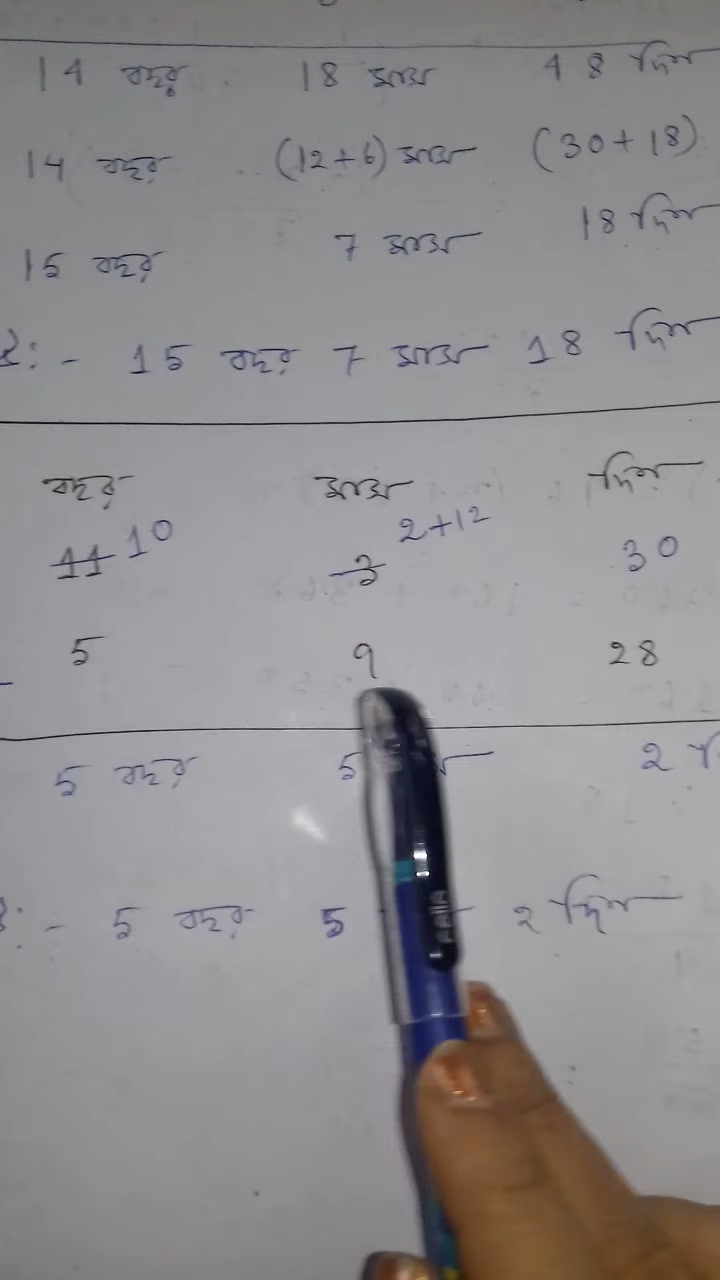 14 বছর 18 মাস 48 দিন
14 বছর (12+6) মাস (30+18)
15 বছর 7 মাস 18 দিন
:- 15 বছর 7 মাস 18 দিন
বছর মাস দিন
11 10 3 2+12 30
- 5 9 28
5 বছর 5 2 দি
:- 5 বছর 5 2 দিন